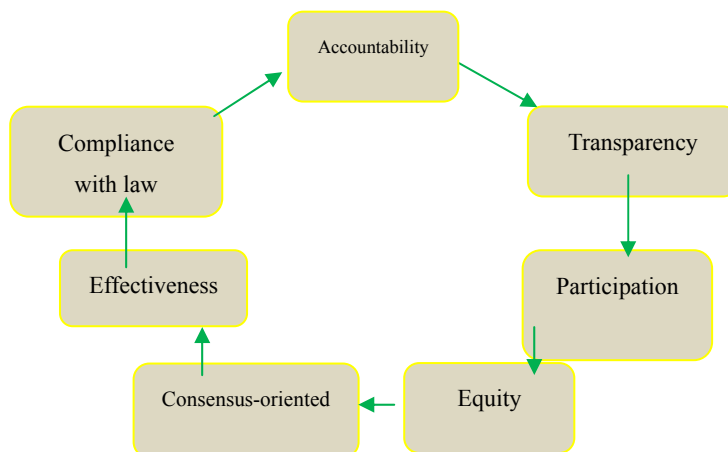 Accountability
Transparency
Participation
Equity
Consensus-oriented
Effectiveness
Compliance
with law